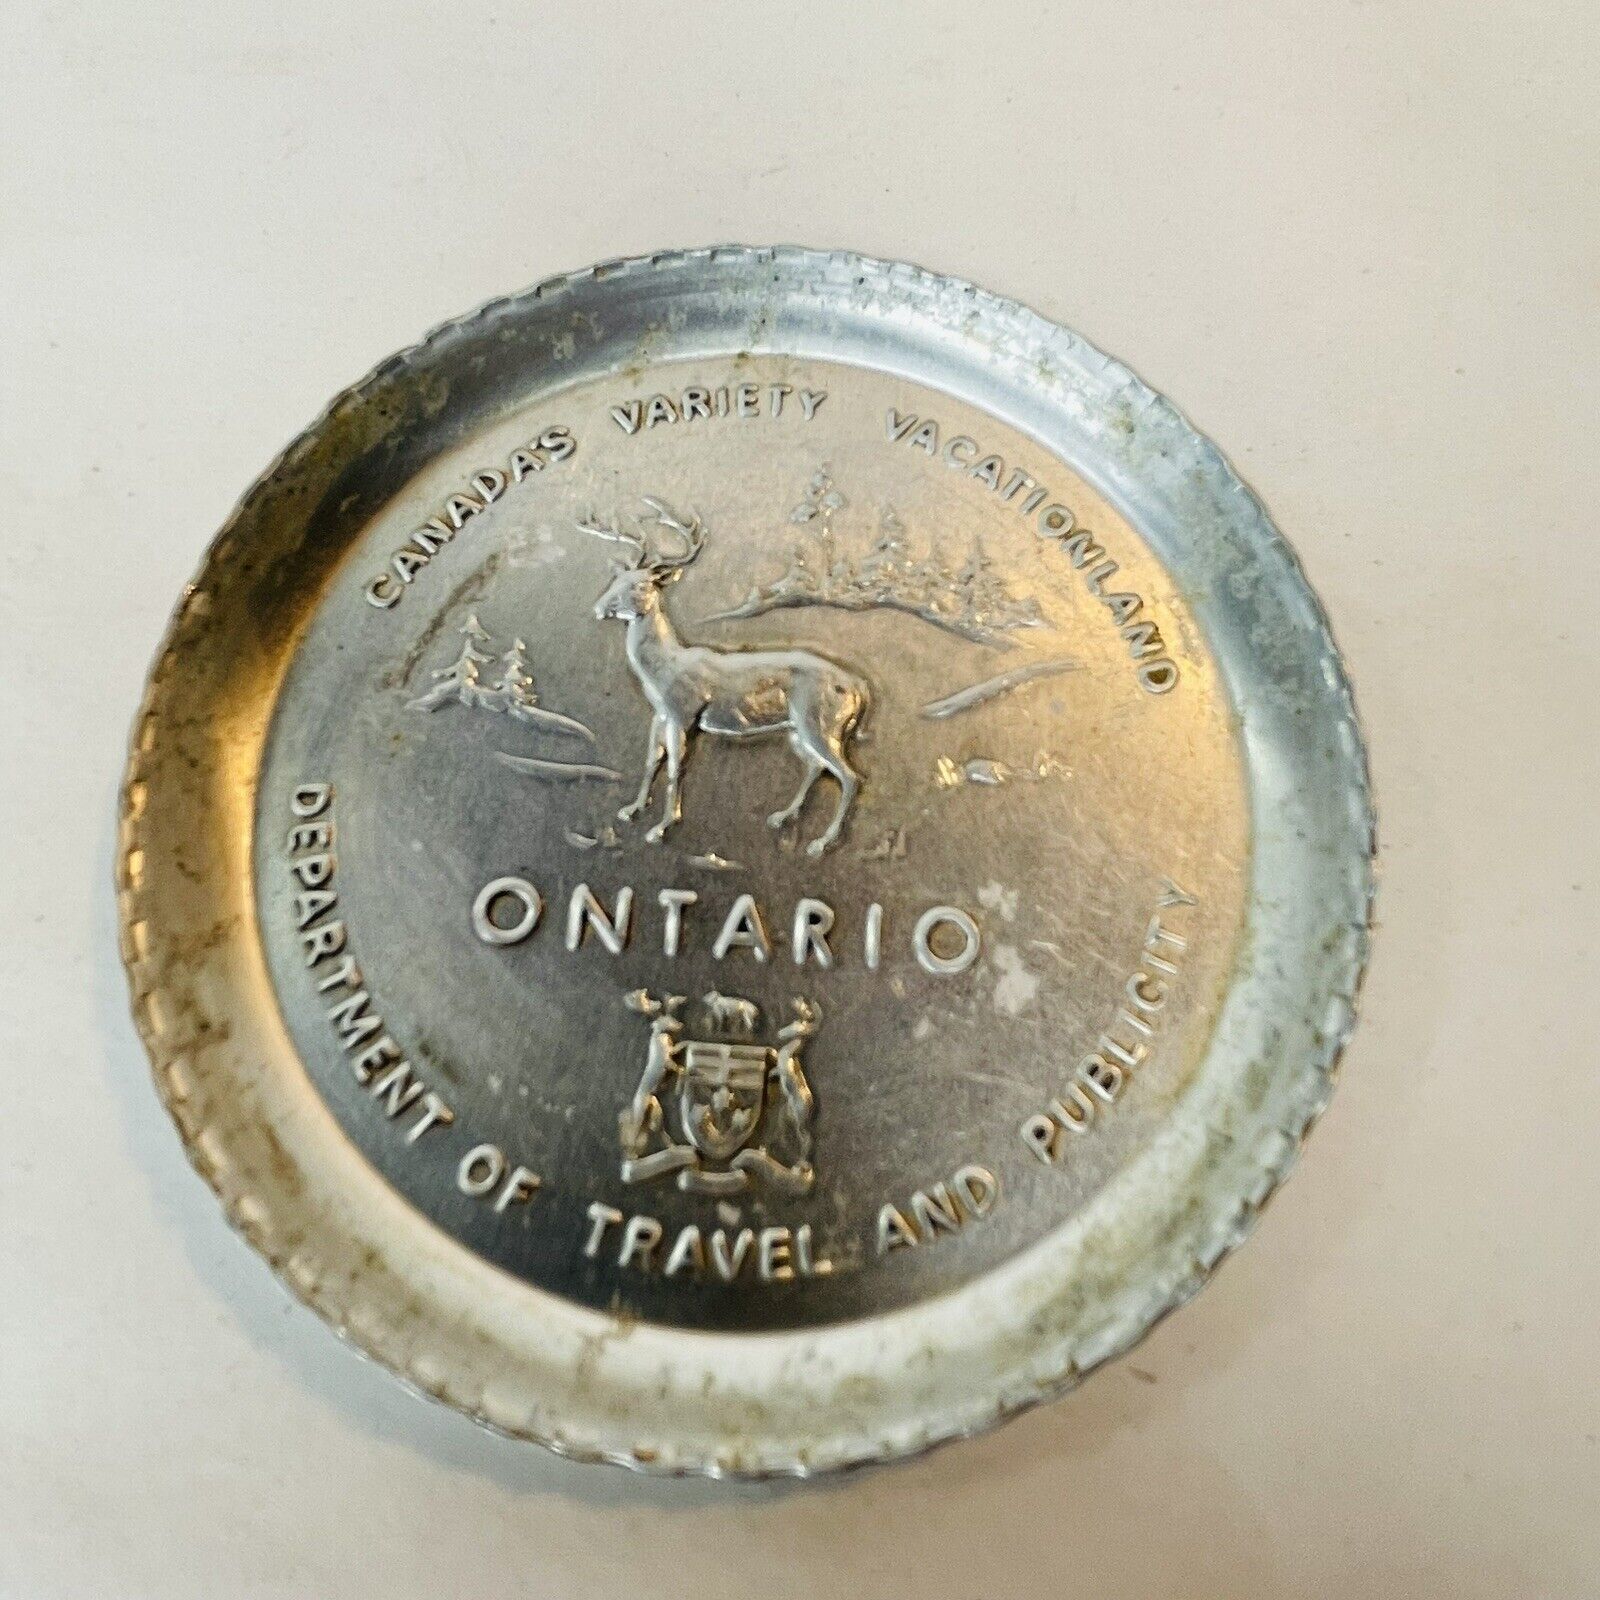 CANADA'S VARIETY VACATIONLAND
ONTARIO
DEPARTMENT OF TRAVEL AND PUBLICITY